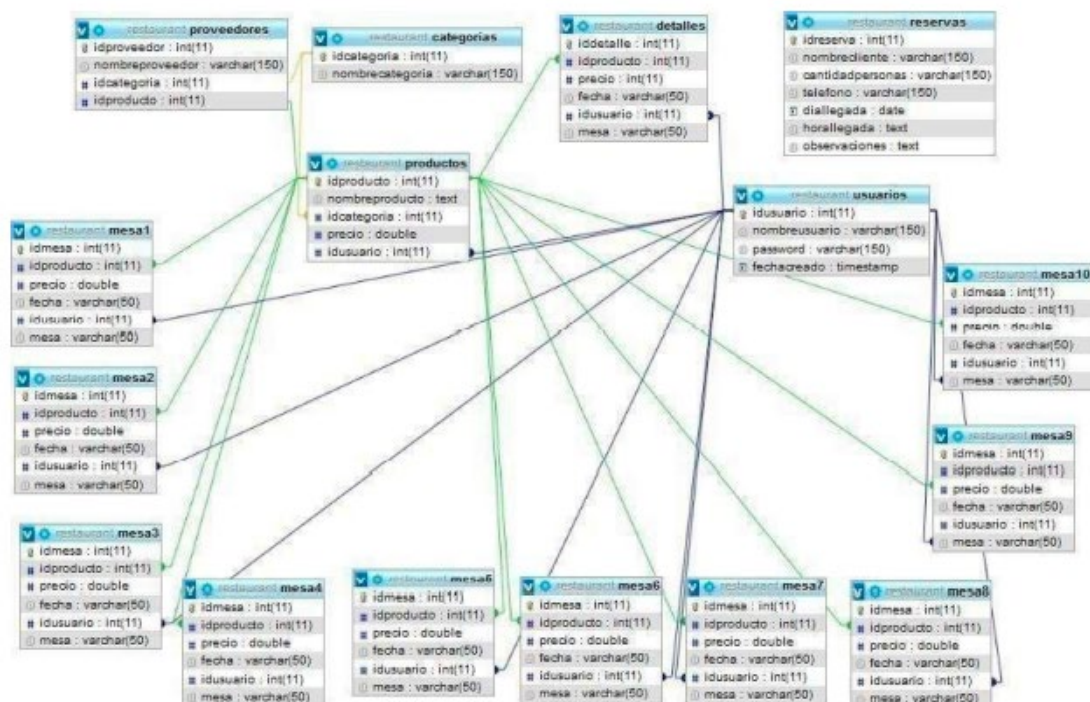 restaurant proveedores
idproveedor : int(11)
nombreproveedor : varchar(150)
idcategoria : int(11)
idproducto : int(11)
restaurant categorias
idcategoria : int(11)
nombrecategoria : varchar(150)
restaurant detalles
iddetalle : int(11)
idproducto : int(11)
precio : int(11)
fecha : varchar(50)
idusuario : int(11)
mesa : varchar(50)
restaurant reservas
idreserva : int(11)
nombrecliente : varchar(150)
cantidadpersonas : varchar(150)
telefono : varchar(150)
diallegada : date
horallegada : text
observaciones : text
restaurant productos
idproducto : int(11)
nombreproducto : text
idcategoria : int(11)
precio : double
idusuario : int(11)
restaurant usuarios
idusuario : int(11)
nombreusuario : varchar(150)
password : varchar(150)
fechacreado : timestamp
restaurant mesa1
idmesa : int(11)
idproducto : int(11)
precio : double
fecha : varchar(50)
idusuario : int(11)
mesa : varchar(50)
restaurant mesa10
idmesa : int(11)
idproducto : int(11)
precio : double
fecha : varchar(50)
idusuario : int(11)
mesa : varchar(50)
restaurant mesa2
idmesa : int(11)
idproducto : int(11)
precio : double
fecha : varchar(50)
idusuario : int(11)
mesa : varchar(50)
restaurant mesa9
idmesa : int(11)
idproducto : int(11)
precio : double
fecha : varchar(50)
idusuario : int(11)
mesa : varchar(50)
restaurant mesa3
idmesa : int(11)
idproducto : int(11)
precio : double
fecha : varchar(50)
idusuario : int(11)
mesa : varchar(50)
restaurant mesa4
idmesa : int(11)
idproducto : int(11)
precio : double
fecha : varchar(50)
idusuario : int(11)
mesa : varchar(50)
restaurant
idmesa : int(11)
idproducto : int(11)
precio : double
fecha : varchar(50)
idusuario : int(11)
mesa : varchar(50)
restaurant mesa6
idmesa : int(11)
idproducto : int(11)
precio : double
fecha : varchar(50)
idusuario : int(11)
mesa : varchar(50)
restaurant mesa7
idmesa : int(11)
idproducto : int(11)
precio : double
fecha : varchar(50)
idusuario : int(11)
mesa : varchar(50)
restaurant mesa8
idmesa : int(11)
idproducto : int(11)
precio : double
fecha : varchar(50)
idusuario : int(11)
mesa : varchar(50)